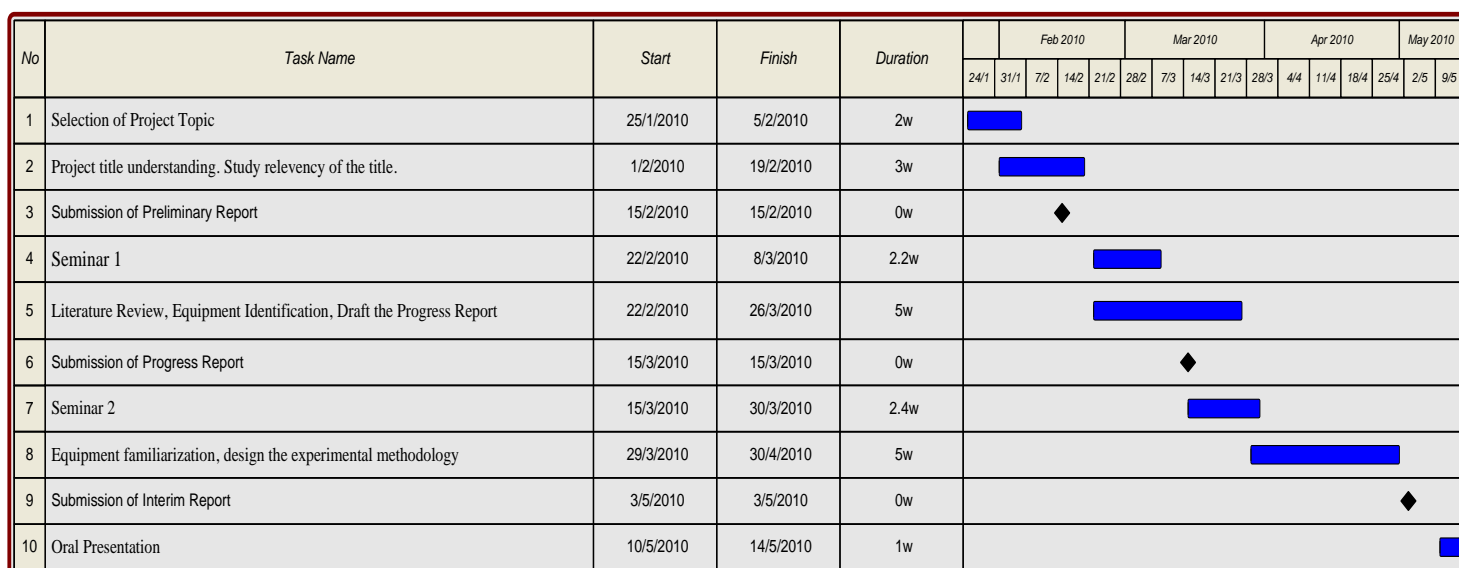 No Task Name Start Finish Duration Feb 2010 Mar 2010 Apr 2010 May 2010
24/1 31/1 7/2 14/2 21/2 28/2 7/3 14/3 21/3 28/3 4/4 11/4 18/4 25/4 2/5 9/5
1 Selection of Project Topic 25/1/2010 5/2/2010 2w
2 Project title understanding. Study relevency of the title. 1/2/2010 19/2/2010 3w
3 Submission of Preliminary Report 15/2/2010 15/2/2010 0w
4 Seminar 1 22/2/2010 8/3/2010 2.2w
5 Literature Review, Equipment Identification, Draft the Progress Report 22/2/2010 26/3/2010 5w
6 Submission of Progress Report 15/3/2010 15/3/2010 0w
7 Seminar 2 15/3/2010 30/3/2010 2.4w
8 Equipment familiarization, design the experimental methodology 29/3/2010 30/4/2010 5w
9 Submission of Interim Report 3/5/2010 3/5/2010 0w
10 Oral Presentation 10/5/2010 14/5/2010 1w